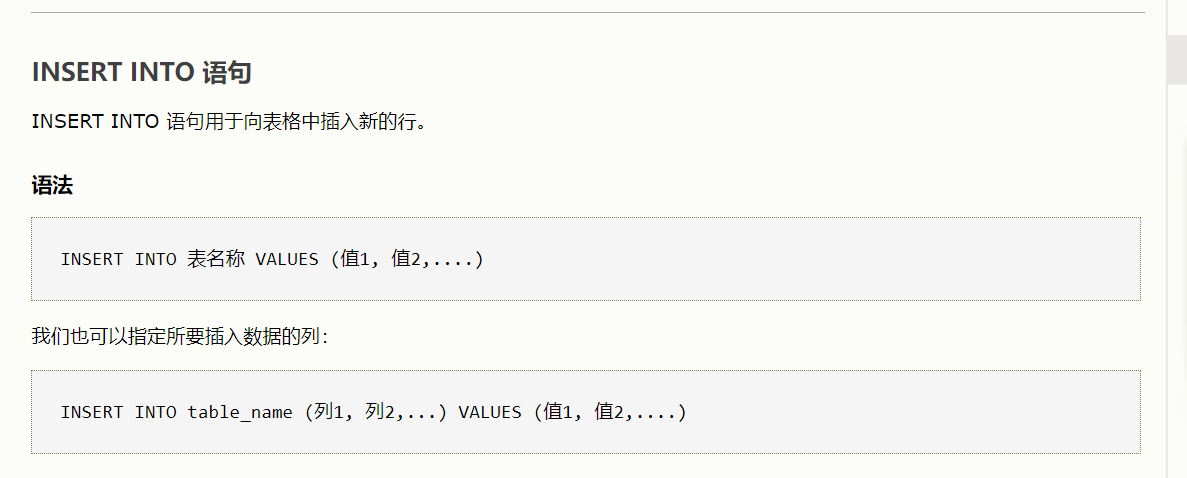 INSERT INTO 语句
INSERT INTO 语句用于向表格中插入新的行。
语法
INSERT INTO 表名称 VALUES (值1, 值2,....)
我们也可以指定所要插入数据的列：
INSERT INTO table_name (列1, 列2,...) VALUES (值1, 值2,....)